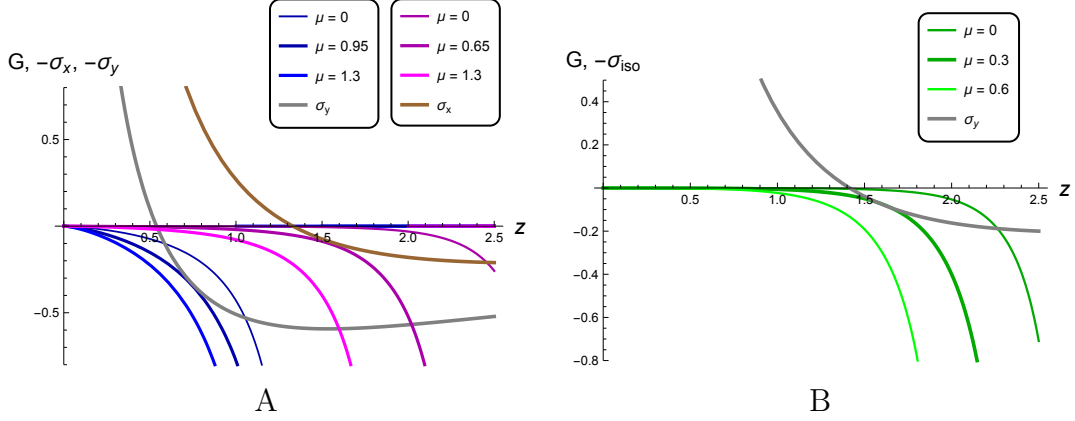 μ = 0
μ = 0.95
μ = 1.3
σy
μ = 0
μ = 0.65
μ = 1.3
σx
G, −σx, −σy
0.5
−0.5
0.5
1.0
1.5
2.0
2.5
z
A
μ = 0
μ = 0.3
μ = 0.6
σy
G, −σiso
0.4
0.2
−0.2
−0.4
−0.6
−0.8
0.5
1.0
1.5
2.0
2.5
z
B